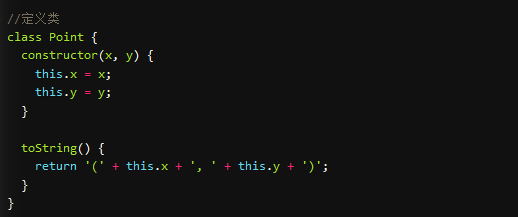 //定义类
class Point {
  constructor(x, y) {
    this.x = x;
    this.y = y;
  }

  toString() {
    return '(' + this.x + ', ' + this.y + ')';
  }
}